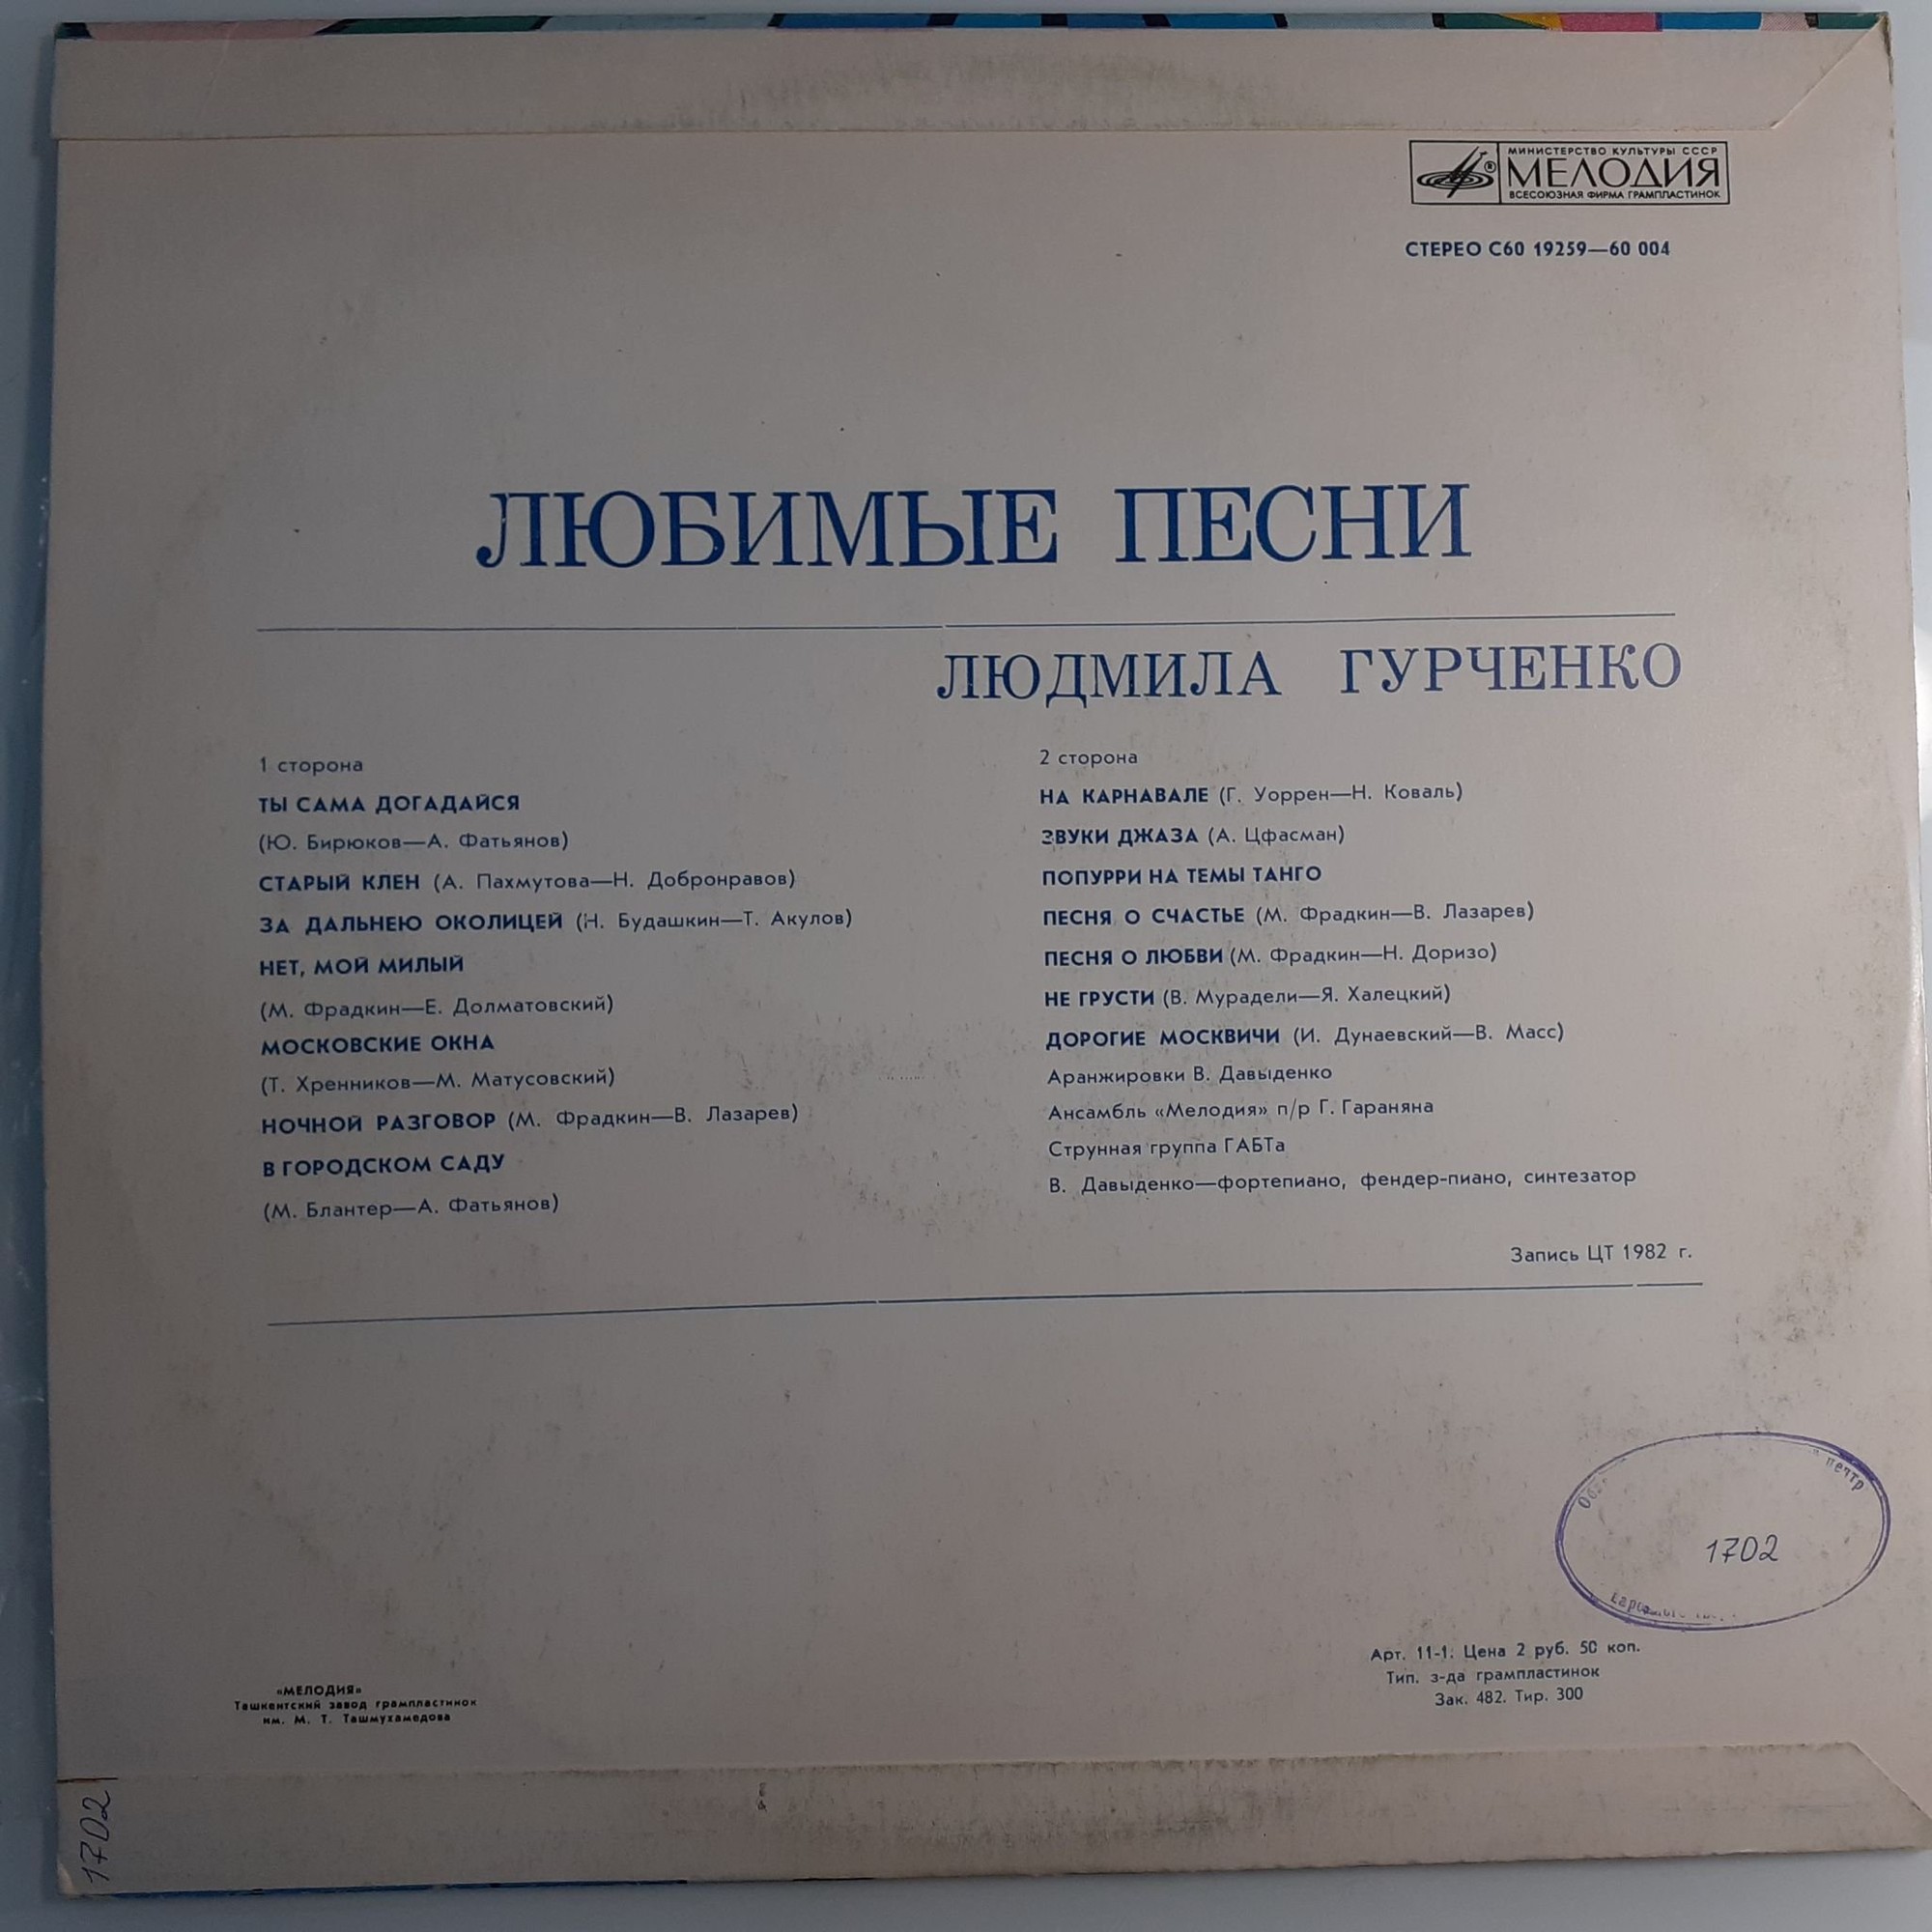 МИНИСТЕРСТВО КУЛЬТУРЫ СССР
МЕЛОДИЯ
ВСЕСОЮЗНАЯ ФИРМА ГРАМПЛАСТИНОК
СТЕРЕО С60 19259—60 004
ЛЮБИМЫЕ ПЕСНИ
ЛЮДМИЛА ГУРЧЕНКО
1 сторона
ТЫ САМА ДОГАДАЙСЯ
(Ю. Бирюков—А. Фатьянов)
СТАРЫЙ КЛЕН (А. Пахмутова—Н. Добронравов)
ЗА ДАЛЬНЕЮ ОКОЛИЦЕЙ (Н. Будашкин—Т. Акулов)
НЕТ, МОЙ МИЛЫЙ
(М. Фрадкин—Е. Долматовский)
МОСКОВСКИЕ ОКНА
(Т. Хренников—М. Матусовский)
НОЧНОЙ РАЗГОВОР (М. Фрадкин—В. Лазарев)
В ГОРОДСКОМ САДУ
(М. Блантер—А. Фатьянов)
2 сторона
НА КАРНАВАЛЕ (Г. Уоррен—Н. Коваль)
ЗВУКИ ДЖАЗА (А. Цфасман)
ПОПУРРИ НА ТЕМЫ ТАНГО
ПЕСНЯ О СЧАСТЬЕ (М. Фрадкин—В. Лазарев)
ПЕСНЯ О ЛЮБВИ (М. Фрадкин—Н. Доризо)
НЕ ГРУСТИ (В. Мурадели—Я. Халецкий)
ДОРОГИЕ МОСКВИЧИ (И. Дунаевский—В. Масс)
Аранжировки В. Давыденко
Ансамбль «Мелодия» п/р Г. Гараняна
Струнная группа ГАБТа
В. Давыденко—фортепиано, фендер-пиано, синтезатор
Запись ЦТ 1982 г.
центр
1702
Арт. 11-1. Цена 2 руб. 50 коп.
Тип. з-да грампластинок
Зак. 482. Тир. 300
«МЕЛОДИЯ»
Ташкентский завод грампластинок
им. М. Т. Ташмухамедова
1702